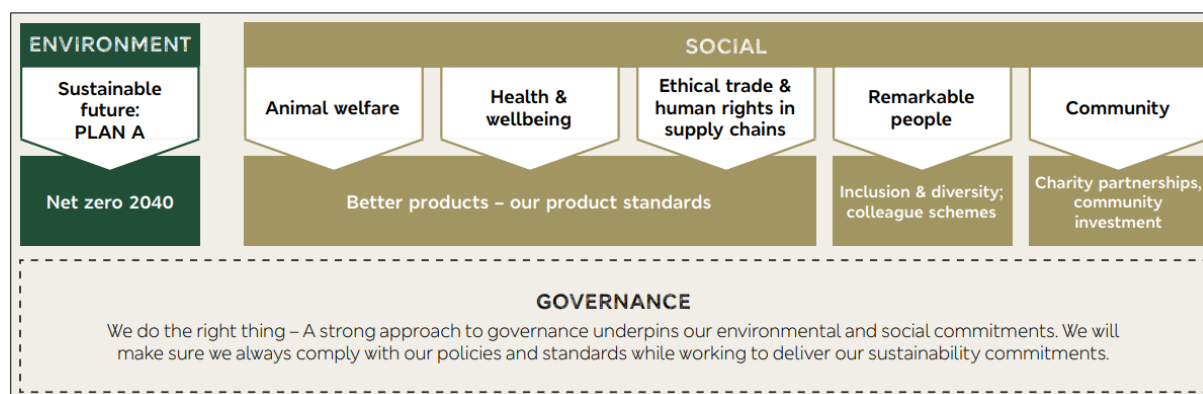 ENVIRONMENT
SOCIAL
Sustainable
future:
PLAN A
Animal welfare
Health &
wellbeing
Ethical trade &
human rights in
supply chains
Remarkable
people
Community
Net zero 2040
Better products – our product standards
Inclusion & diversity;
colleague schemes
Charity partnerships,
community
investment
GOVERNANCE
We do the right thing – A strong approach to governance underpins our environmental and social commitments. We will
make sure we always comply with our policies and standards while working to deliver our sustainability commitments.